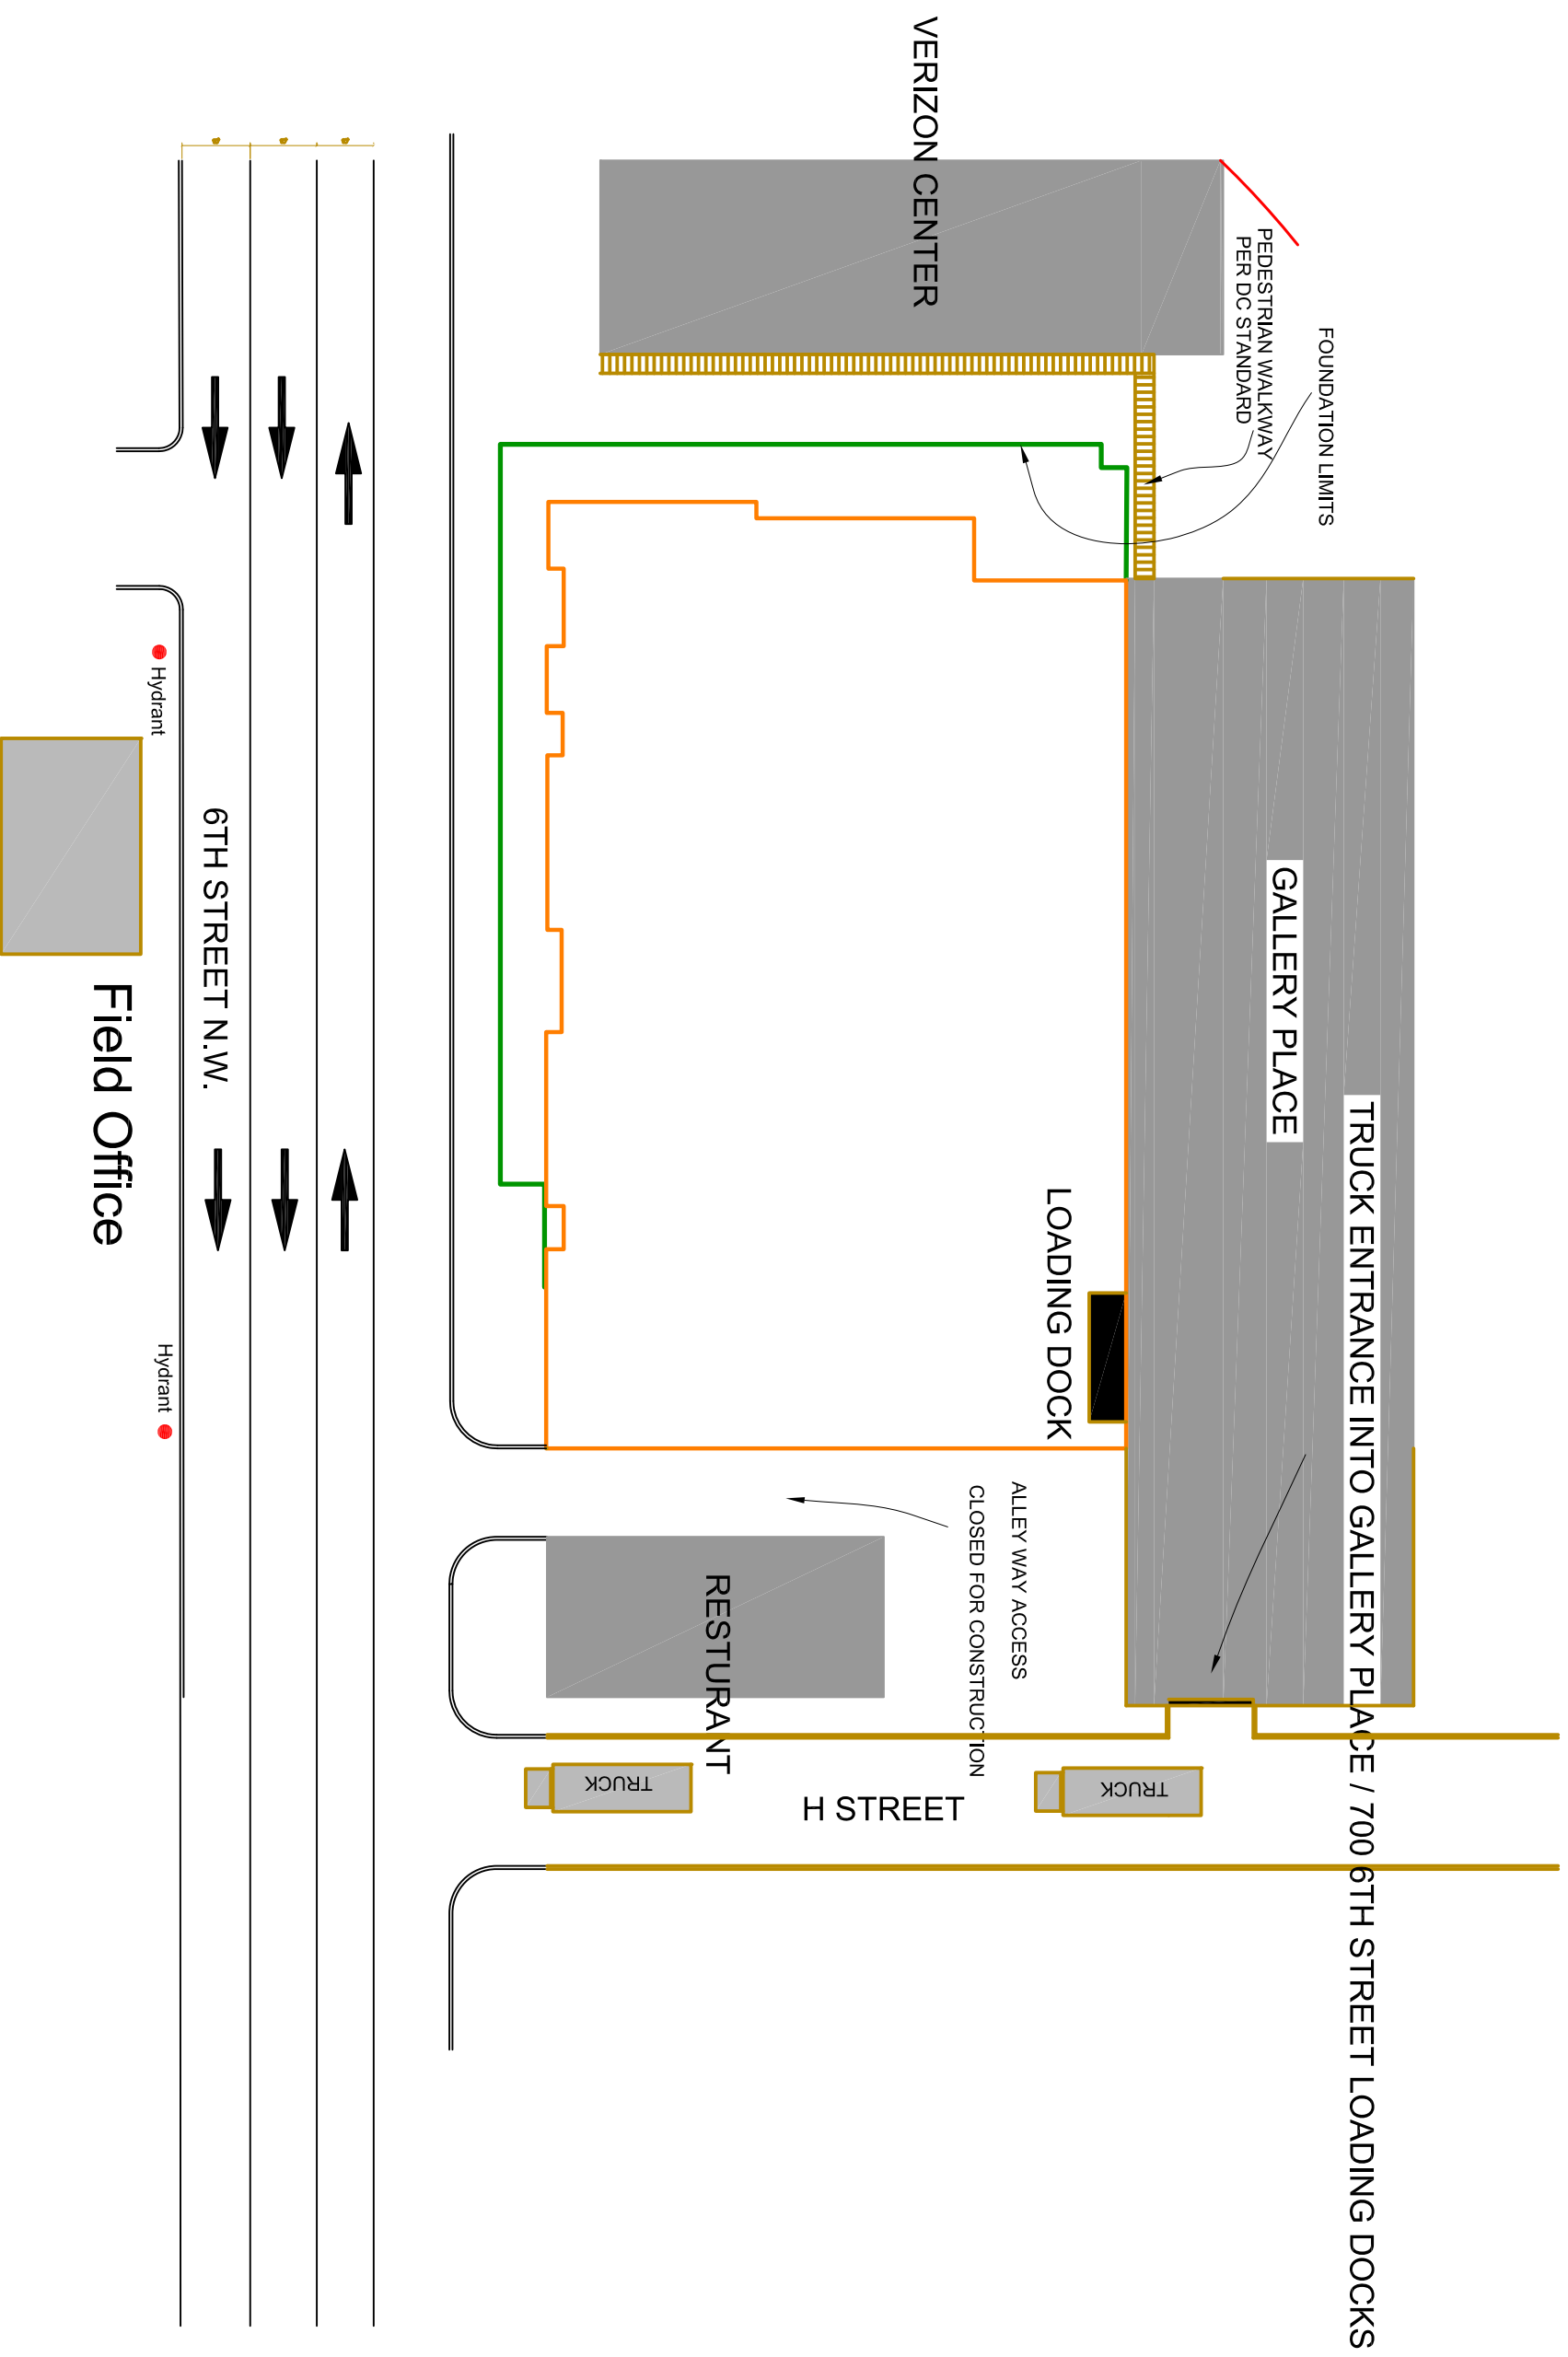 VERIZON CENTER
PEDESTRIAN WALKWAY
PER DC STANDARD
FOUNDATION LIMITS
Hydrant
6TH STREET N.W.
Field Office
Hydrant
GALLERY PLACE
TRUCK ENTRANCE INTO GALLERY PLACE / 700 6TH STREET LOADING DOCKS
LOADING DOCK
ALLEY WAY ACCESS
CLOSED FOR CONSTRUCTION
RESTURANT
TRUCK
H STREET
TRUCK